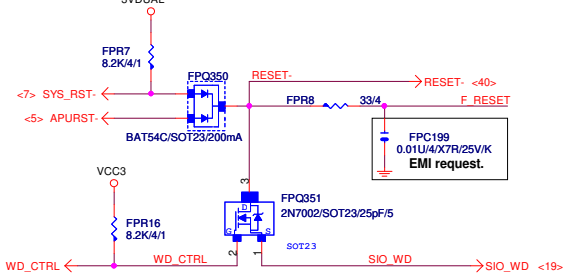 5VDUAL
FPR7
8.2K/4/1
FPQ350
RESET-
RESET- <40>
<7> SYS_RST-
FPR8
33/4
F_RESET
<5> APURST-
BAT54C/SOT23/200mA
FPC199
0.01U/4/X7R/25V/K
EMI request.
VCC3
3
FPQ351
D
2N7002/SOT23/25pF/5
FPR16
8.2K/4/1
G
S
SOT23
2
1
WD_CTRL
WD_CTRL
SIO_WD
SIO_WD <19>